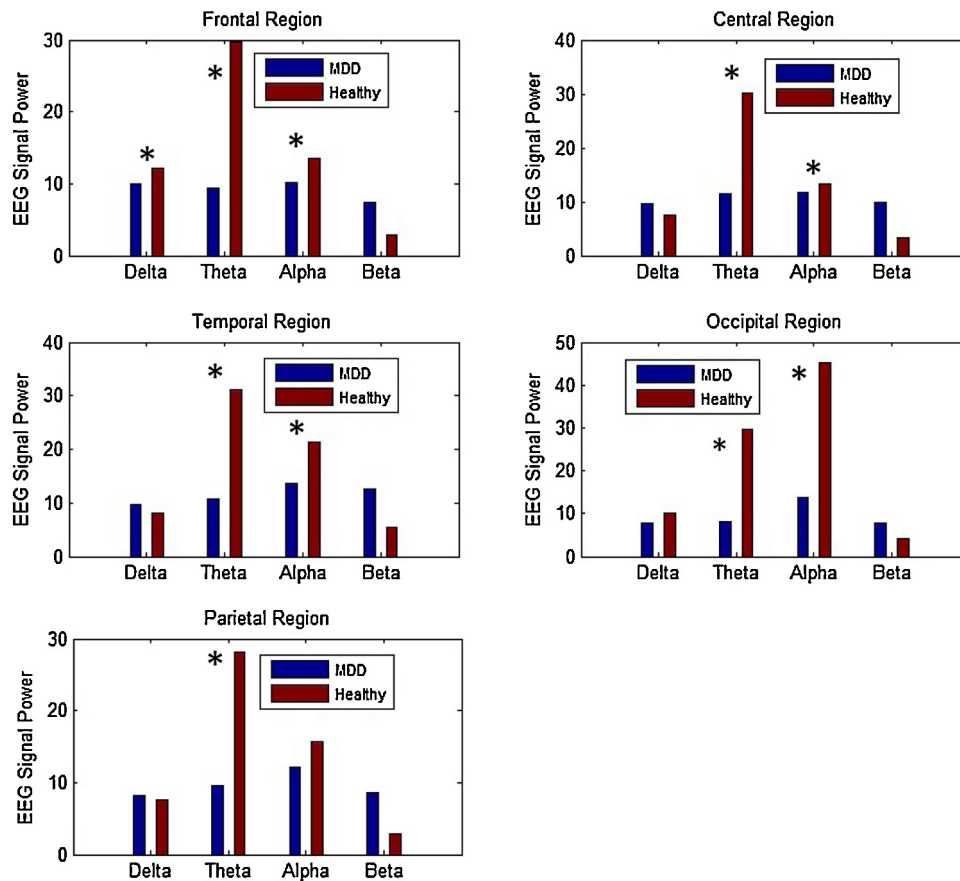 Frontal Region
EEG Signal Power
30
20
10
0
*
*
*
MDD
Healthy
Delta Theta Alpha Beta
Central Region
EEG Signal Power
40
30
20
10
0
*
*
MDD
Healthy
Delta Theta Alpha Beta
Temporal Region
EEG Signal Power
40
30
20
10
0
*
*
MDD
Healthy
Delta Theta Alpha Beta
Occipital Region
EEG Signal Power
50
40
30
20
10
0
*
*
MDD
Healthy
Delta Theta Alpha Beta
Parietal Region
EEG Signal Power
30
20
10
0
*
MDD
Healthy
Delta Theta Alpha Beta